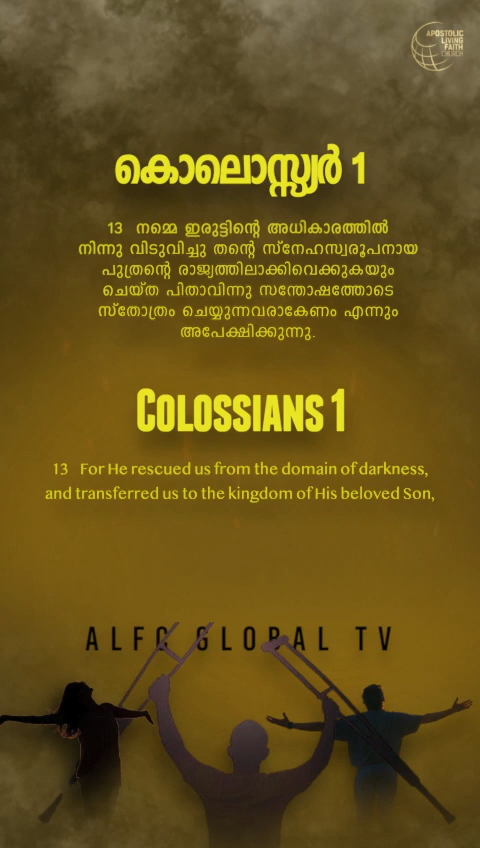 APOSTOLIC
LIVING
FAITH
CHURCH
കൊലൊസ്സ്യർ 1
13 നമ്മെ ഇരുട്ടിന്റെ അധികാരത്തിൽ
നിന്നു വിടുവിച്ചു തന്റെ സ്നേഹസ്വരൂപനായ
പുത്രന്റെ രാജ്യത്തിലാക്കിവെക്കുകയും
ചെയ്ത പിതാവിന്നു സന്തോഷത്തോടെ
സ്തോത്രം ചെയ്യുന്നവരാകേണം എന്നും
അപേക്ഷിക്കുന്നു.
COLOSSIANS 1
13 For He rescued us from the domain of darkness,
and transferred us to the kingdom of His beloved Son,
ALFC GLOBAL TV